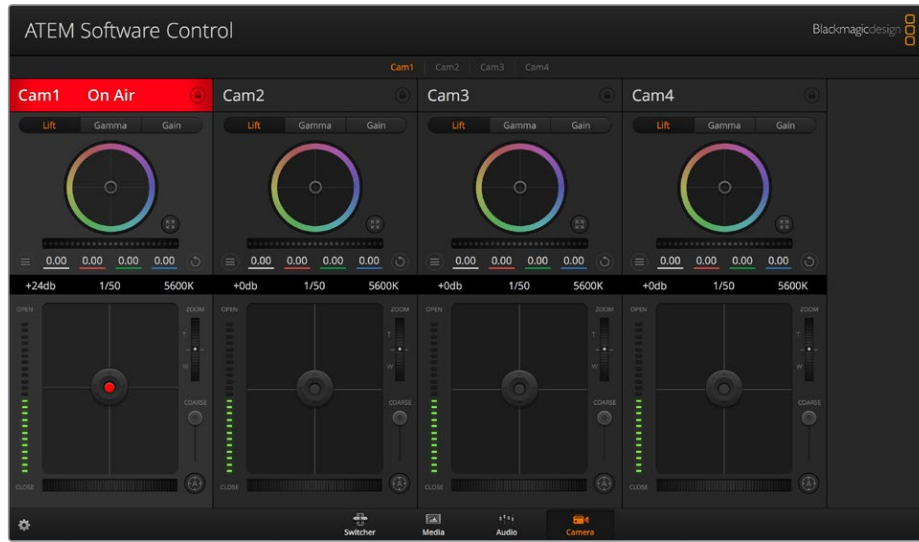 ATEM Software Control
Blackmagicdesign
Cam1 Cam2 Cam3 Cam4
Cam1 On Air
Lift Gamma Gain
0.00 0.00 0.00 0.00
+24db 1/50 5600K
OPEN ZOOM
T
W
COARSE
A
CLOSE
Cam2
Lift Gamma Gain
0.00 0.00 0.00 0.00
+0db 1/50 5600K
OPEN ZOOM
T
W
COARSE
A
CLOSE
Cam3
Lift Gamma Gain
0.00 0.00 0.00 0.00
+0db 1/50 5600K
OPEN ZOOM
T
W
COARSE
A
CLOSE
Cam4
Lift Gamma Gain
0.00 0.00 0.00 0.00
+0db 1/50 5600K
OPEN ZOOM
T
W
COARSE
A
CLOSE
Switcher Media Audio Camera